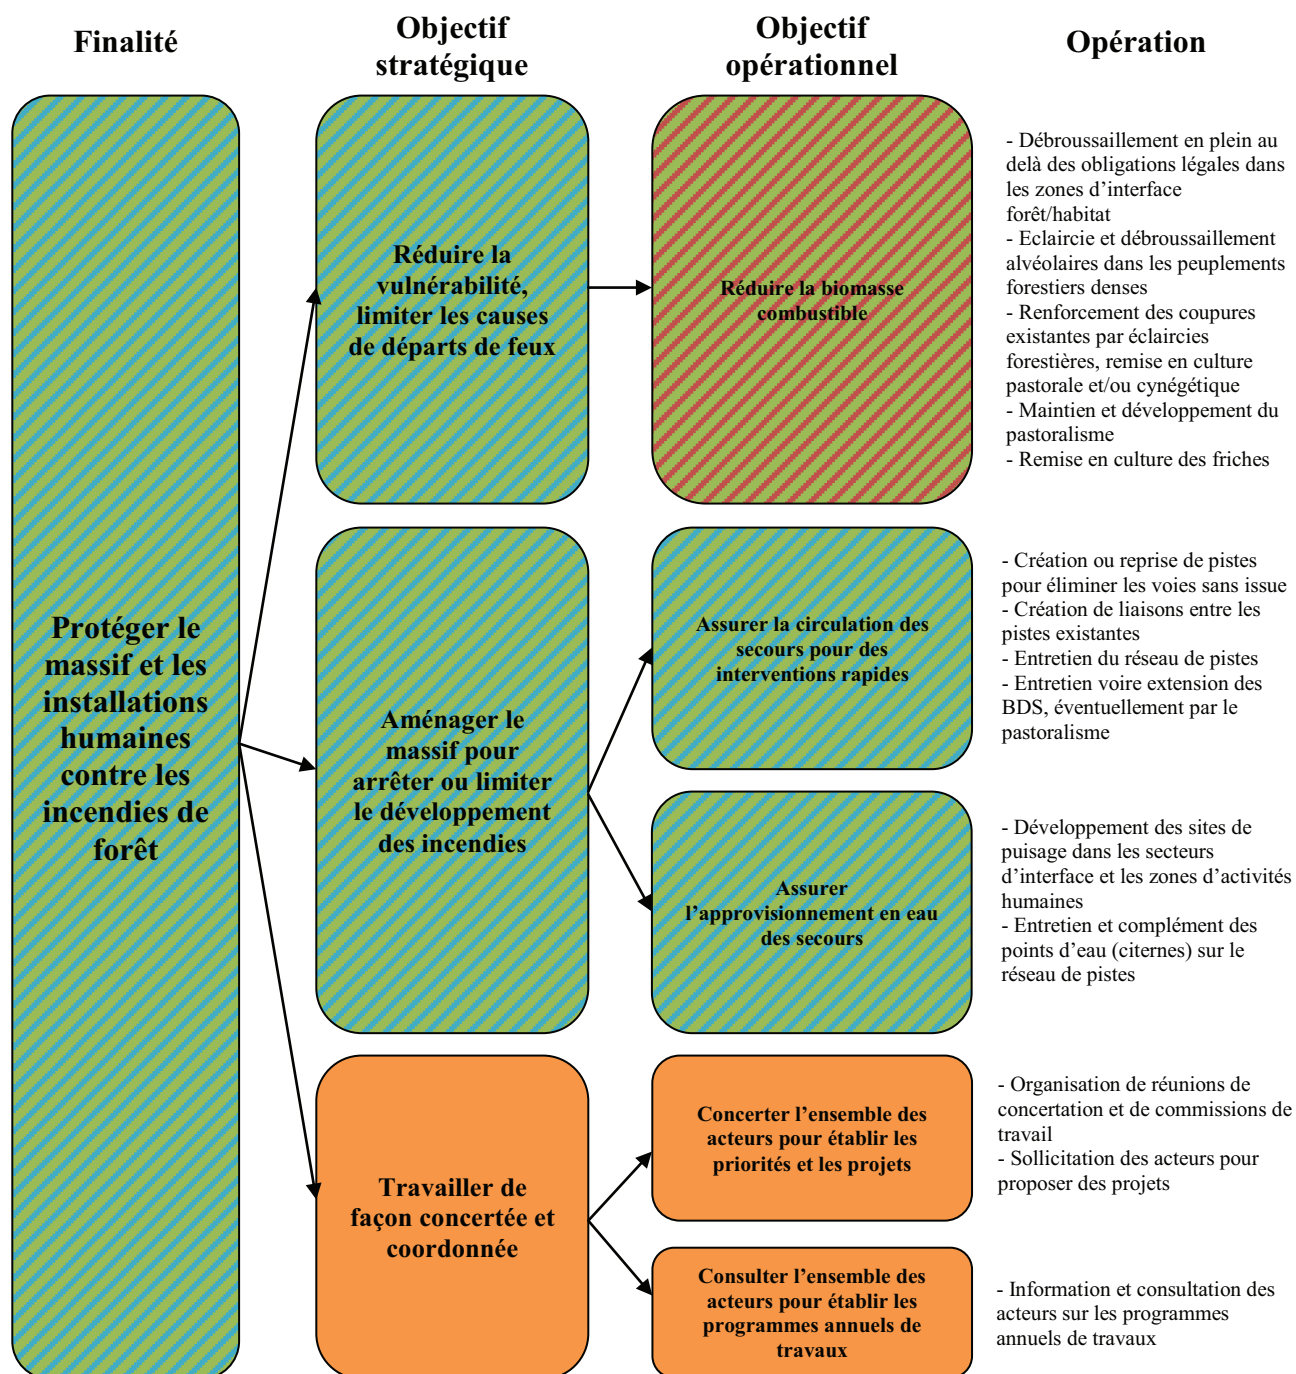 Finalité
Objectif
stratégique
Objectif
opérationnel
Opération
Protéger le
massif et les
installations
humaines
contre les
incendies de
forêt
Réduire la
vulnérabilité,
limiter les causes
de départs de feux
Réduire la biomasse
combustible
- Débroussaillement en plein au
delà des obligations légales dans
les zones d’interface
forêt/habitat
- Eclaircie et débroussaillement
alvéolaires dans les peuplements
forestiers denses
- Renforcement des coupures
existantes par éclaircies
forestières, remise en culture
pastorale et/ou cynégétique
- Maintien et développement du
pastoralisme
- Remise en culture des friches
Aménager le
massif pour
arrêter ou limiter
le développement
des incendies
Assurer la circulation des
secours pour des
interventions rapides
- Création ou reprise de pistes
pour éliminer les voies sans issue
- Création de liaisons entre les
pistes existantes
- Entretien du réseau de pistes
- Entretien voire extension des
BDS, éventuellement par le
pastoralisme
Assurer
l’approvisionnement en eau
des secours
- Développement des sites de
puisage dans les secteurs
d’interface et les zones d’activités
humaines
- Entretien et complément des
points d’eau (citernes) sur le
réseau de pistes
Travailler de
façon concertée et
coordonnée
Concerter l’ensemble des
acteurs pour établir les
priorités et les projets
- Organisation de réunions de
concertation et de commissions de
travail
- Sollicitation des acteurs pour
proposer des projets
Consulter l’ensemble des
acteurs pour établir les
programmes annuels de
travaux
- Information et consultation des
acteurs sur les programmes
annuels de travaux